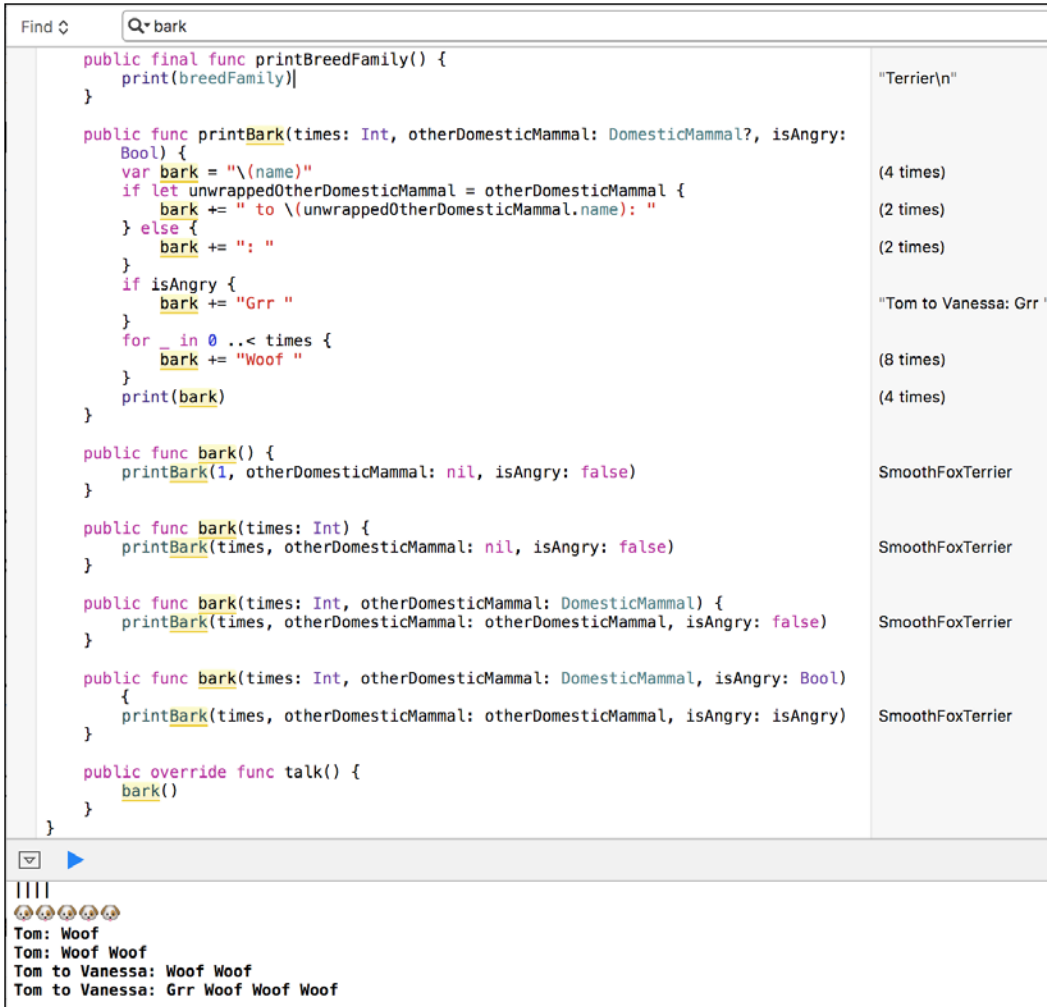 Find
bark
public final func printBreedFamily() {
print(breedFamily)
"Terrier\n"
}
public func printBark(times: Int, otherDomesticMammal: DomesticMammal?, isAngry:
Bool) {
var bark = "\(name)"
(4 times)
if let unwrappedOtherDomesticMammal = otherDomesticMammal {
bark += " to \(unwrappedOtherDomesticMammal.name): "
(2 times)
} else {
bark += ": "
(2 times)
}
if isAngry {
bark += "Grr "
"Tom to Vanessa: Grr "
}
for _ in 0 ..< times {
bark += "Woof "
(8 times)
}
print(bark)
(4 times)
}
public func bark() {
printBark(1, otherDomesticMammal: nil, isAngry: false)
SmoothFoxTerrier
}
public func bark(times: Int) {
printBark(times, otherDomesticMammal: nil, isAngry: false)
SmoothFoxTerrier
}
public func bark(times: Int, otherDomesticMammal: DomesticMammal) {
printBark(times, otherDomesticMammal: otherDomesticMammal, isAngry: false)
SmoothFoxTerrier
}
public func bark(times: Int, otherDomesticMammal: DomesticMammal, isAngry: Bool)
{
printBark(times, otherDomesticMammal: otherDomesticMammal, isAngry: isAngry)
SmoothFoxTerrier
}
public override func talk() {
bark()
}
}
||||
🐶🐶🐶🐶🐶
Tom: Woof
Tom: Woof Woof
Tom to Vanessa: Woof Woof
Tom to Vanessa: Grr Woof Woof Woof